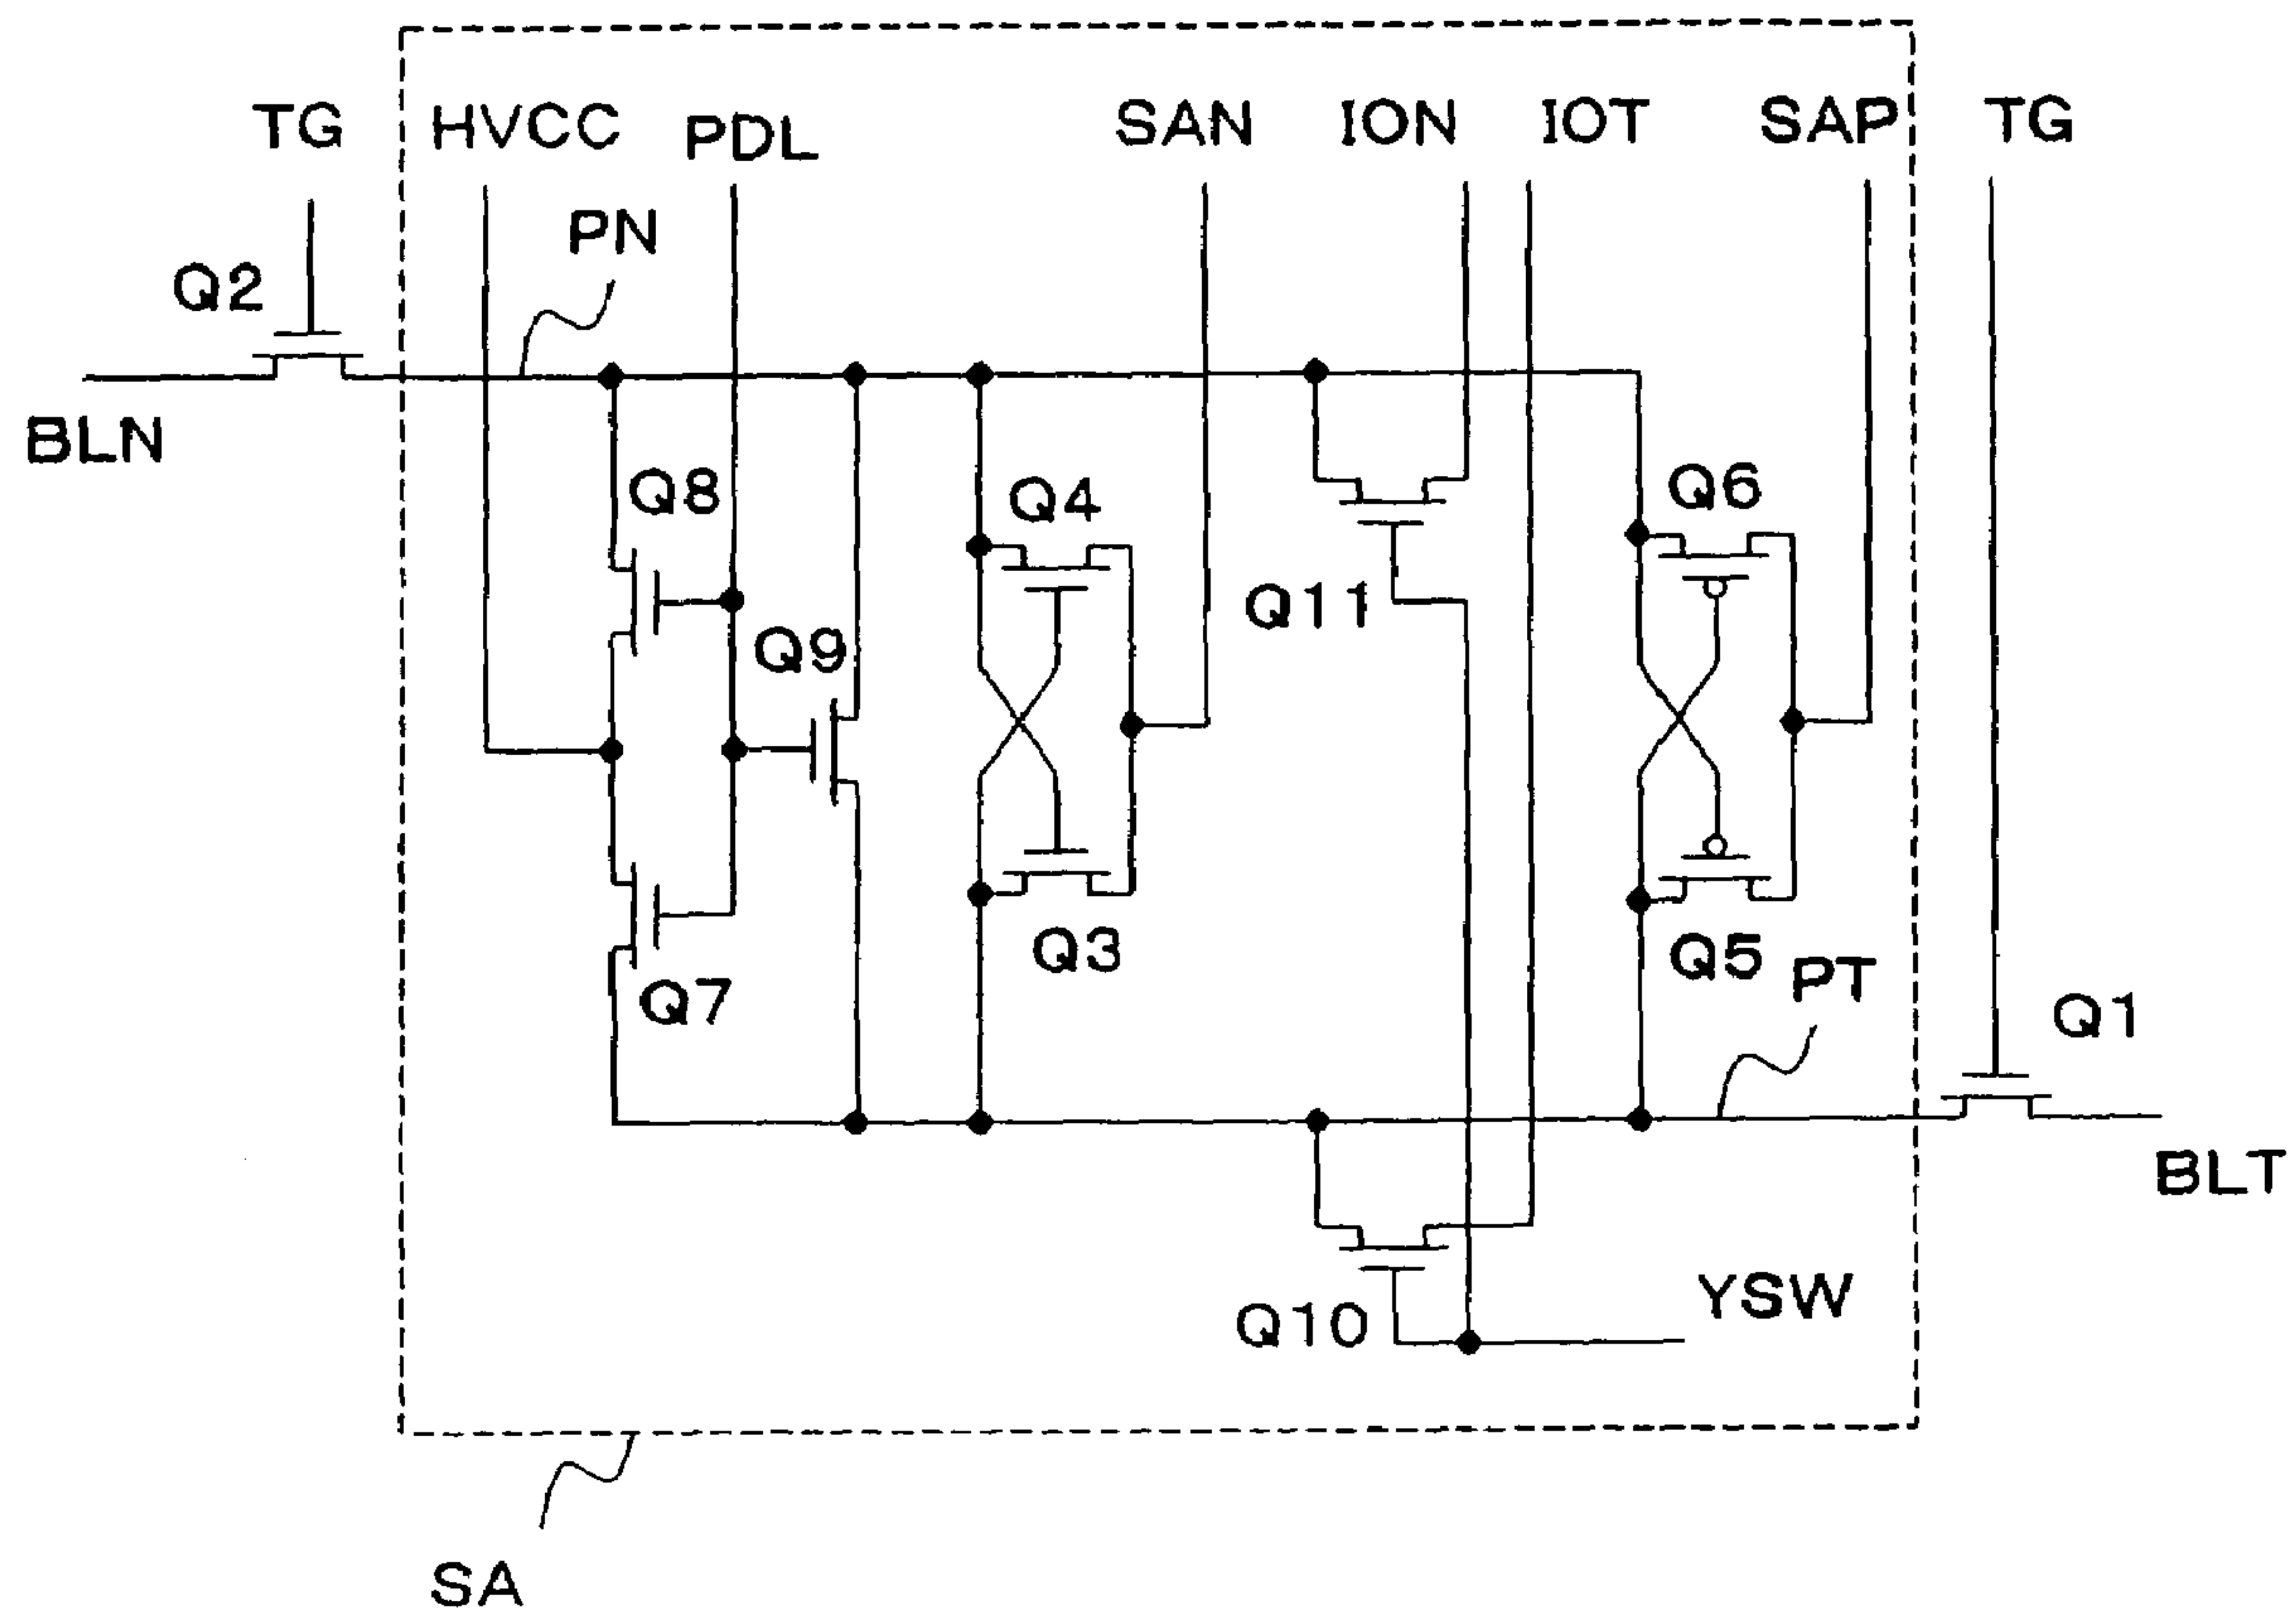 TG
HVCC
PDL
SAN
ION
IOT
SAP
TG
PN
Q2
BLN
Q8
Q4
Q6
Q11
Q9
Q3
Q5
PT
Q7
Q1
BLT
YSW
Q10
SA